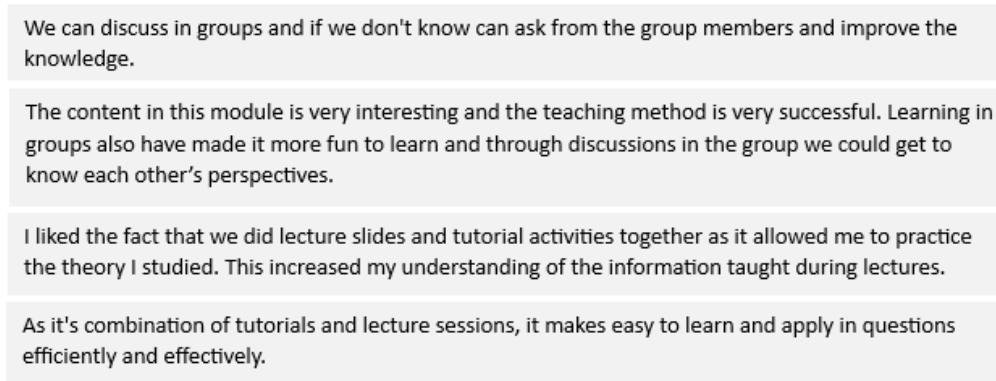 We can discuss in groups and if we don't know can ask from the group members and improve the
knowledge.
The content in this module is very interesting and the teaching method is very successful. Learning in
groups also have made it more fun to learn and through discussions in the group we could get to
know each other’s perspectives.
I liked the fact that we did lecture slides and tutorial activities together as it allowed me to practice
the theory I studied. This increased my understanding of the information taught during lectures.
As it's combination of tutorials and lecture sessions, it makes easy to learn and apply in questions
efficiently and effectively.